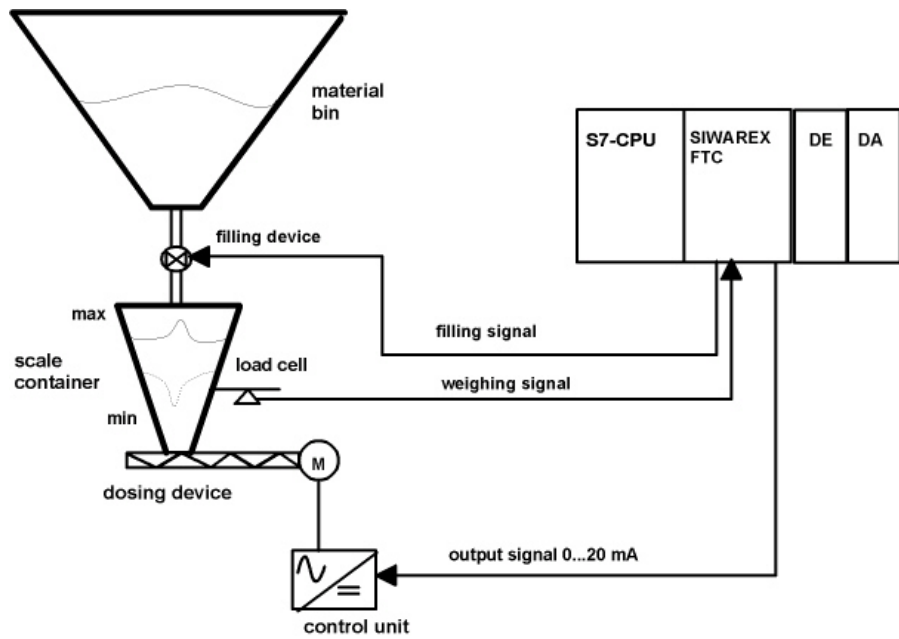 material
bin
S7-CPU
SIWAREX
FTC
DE
DA
filling device
max
filling signal
scale
container
load cell
weighing signal
min
M
dosing device
output signal 0...20 mA
control unit